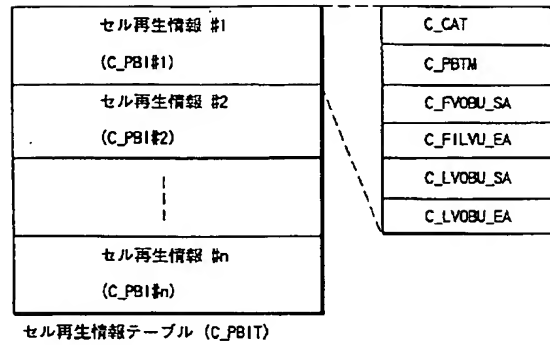 セル再生情報 #1
(C_PBI#1)
セル再生情報 #2
(C_PBI#2)
セル再生情報 #n
(C_PBI#n)
セル再生情報テーブル (C_PBIT)
C_CAT
C_PBTM
C_FVOBU_SA
C_FILVU_EA
C_LVOBU_SA
C_LVOBU_EA